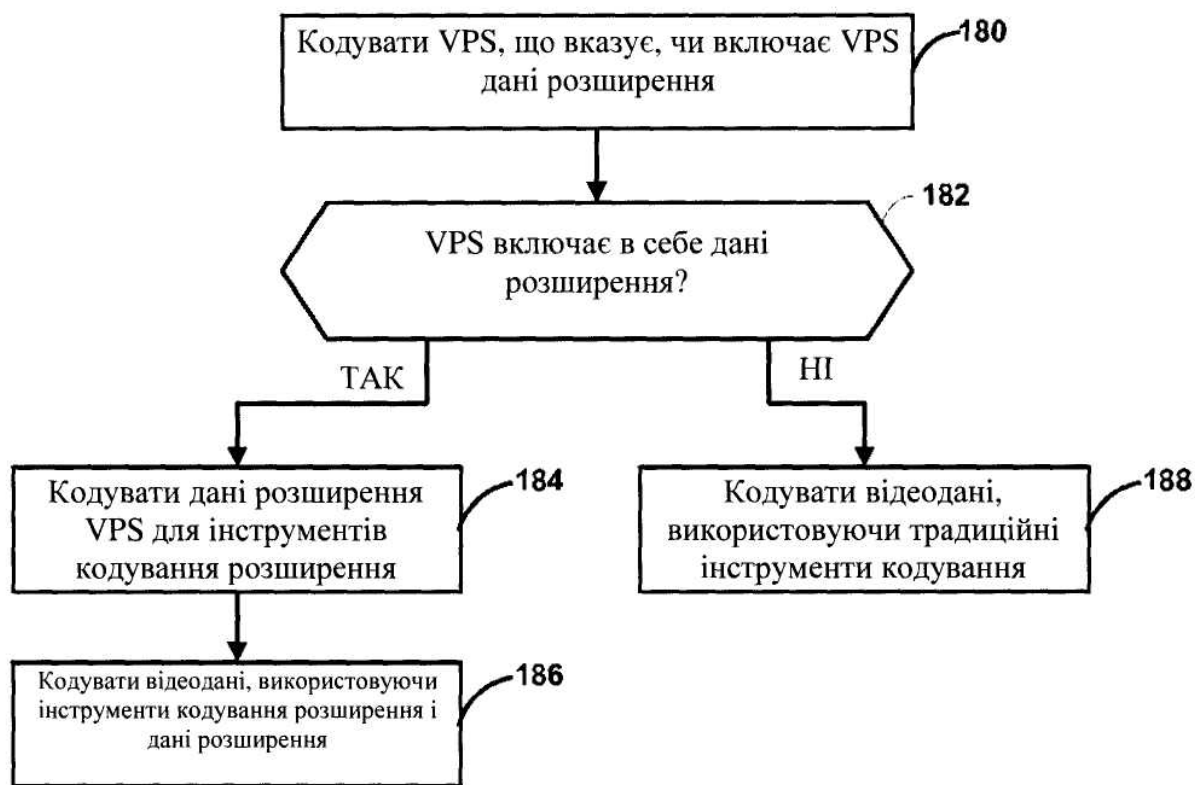 Кодувати VPS, що вказує, чи включає VPS
дані розширення
180
VPS включає в себе дані
розширення?
182
ТАК
НІ
Кодувати дані розширення
VPS для інструментів
кодування розширення
184
Кодувати відеодані,
використовуючи традиційні
інструменти кодування
188
Кодувати відеодані, використовуючи
інструменти кодування розширення і
дані розширення
186